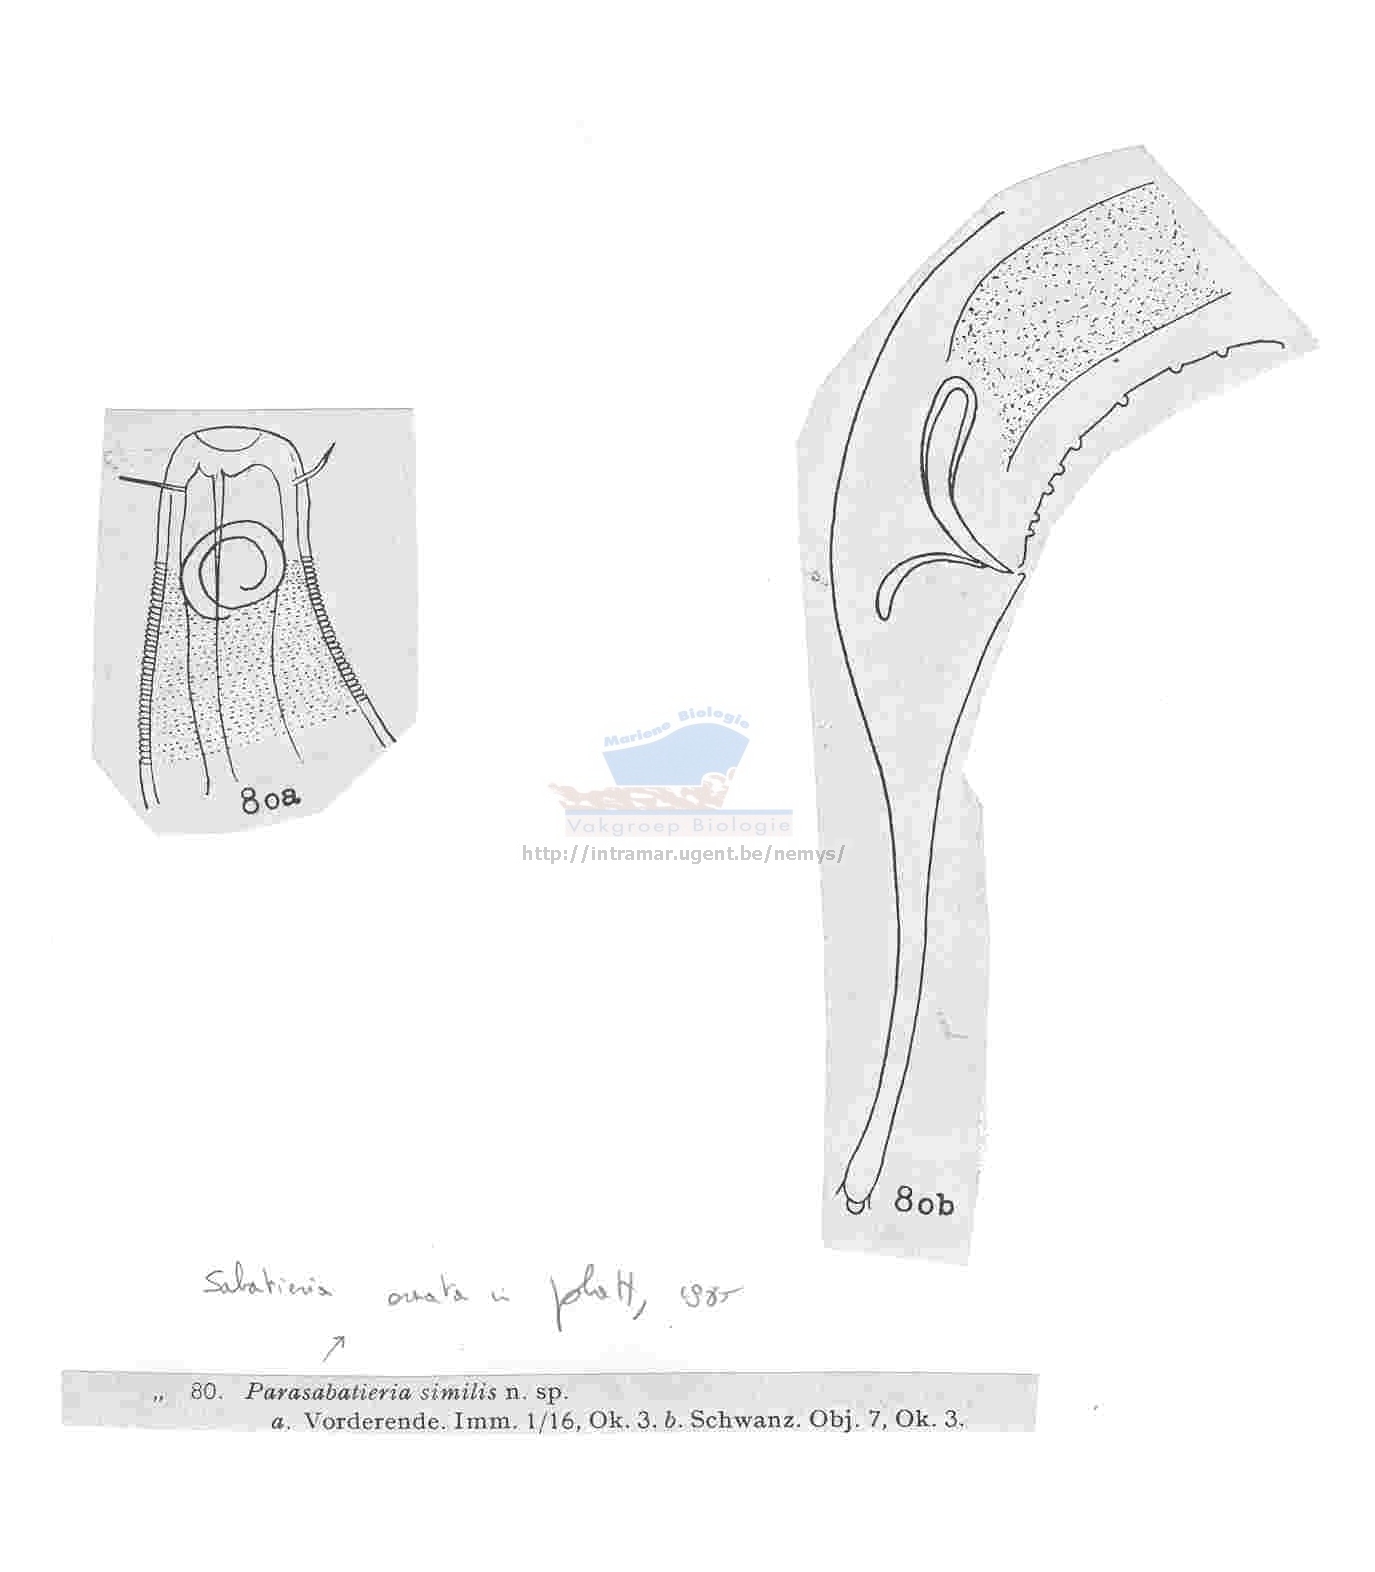 80a
Mariene Biologie
Vakgroep Biologie
http://intramar.ugent.be/nemys/
80b
Sabatieria ornata in Platt, 1985
„ 80. Parasabatieria similis n. sp.
a. Vorderende. Imm. 1/16, Ok. 3. b. Schwanz. Obj. 7, Ok. 3.